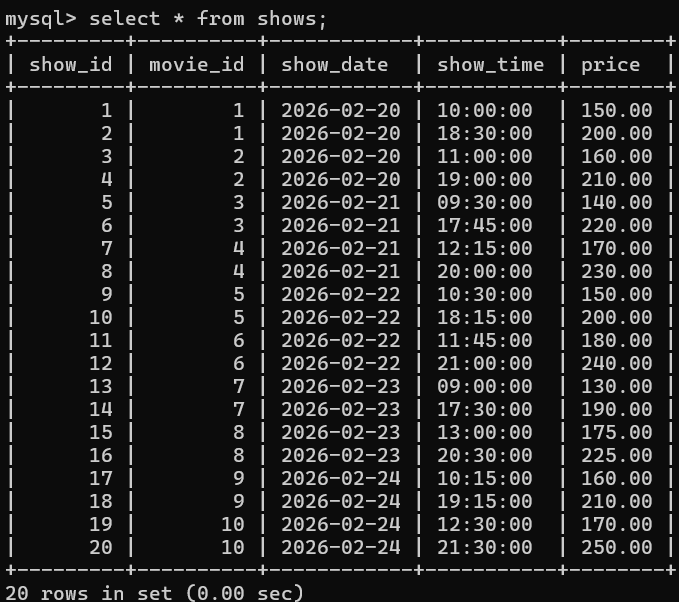 mysql> select * from shows;
+---------+----------+------------+-----------+--------+
| show_id | movie_id | show_date  | show_time | price  |
+---------+----------+------------+-----------+--------+
|       1 |        1 | 2026-02-20 | 10:00:00  | 150.00 |
|       2 |        1 | 2026-02-20 | 18:30:00  | 200.00 |
|       3 |        2 | 2026-02-20 | 11:00:00  | 160.00 |
|       4 |        2 | 2026-02-20 | 19:00:00  | 210.00 |
|       5 |        3 | 2026-02-21 | 09:30:00  | 140.00 |
|       6 |        3 | 2026-02-21 | 17:45:00  | 220.00 |
|       7 |        4 | 2026-02-21 | 12:15:00  | 170.00 |
|       8 |        4 | 2026-02-21 | 20:00:00  | 230.00 |
|       9 |        5 | 2026-02-22 | 10:30:00  | 150.00 |
|      10 |        5 | 2026-02-22 | 18:15:00  | 200.00 |
|      11 |        6 | 2026-02-22 | 11:45:00  | 180.00 |
|      12 |        6 | 2026-02-22 | 21:00:00  | 240.00 |
|      13 |        7 | 2026-02-23 | 09:00:00  | 130.00 |
|      14 |        7 | 2026-02-23 | 17:30:00  | 190.00 |
|      15 |        8 | 2026-02-23 | 13:00:00  | 175.00 |
|      16 |        8 | 2026-02-23 | 20:30:00  | 225.00 |
|      17 |        9 | 2026-02-24 | 10:15:00  | 160.00 |
|      18 |        9 | 2026-02-24 | 19:15:00  | 210.00 |
|      19 |       10 | 2026-02-24 | 12:30:00  | 170.00 |
|      20 |       10 | 2026-02-24 | 21:30:00  | 250.00 |
+---------+----------+------------+-----------+--------+
20 rows in set (0.00 sec)